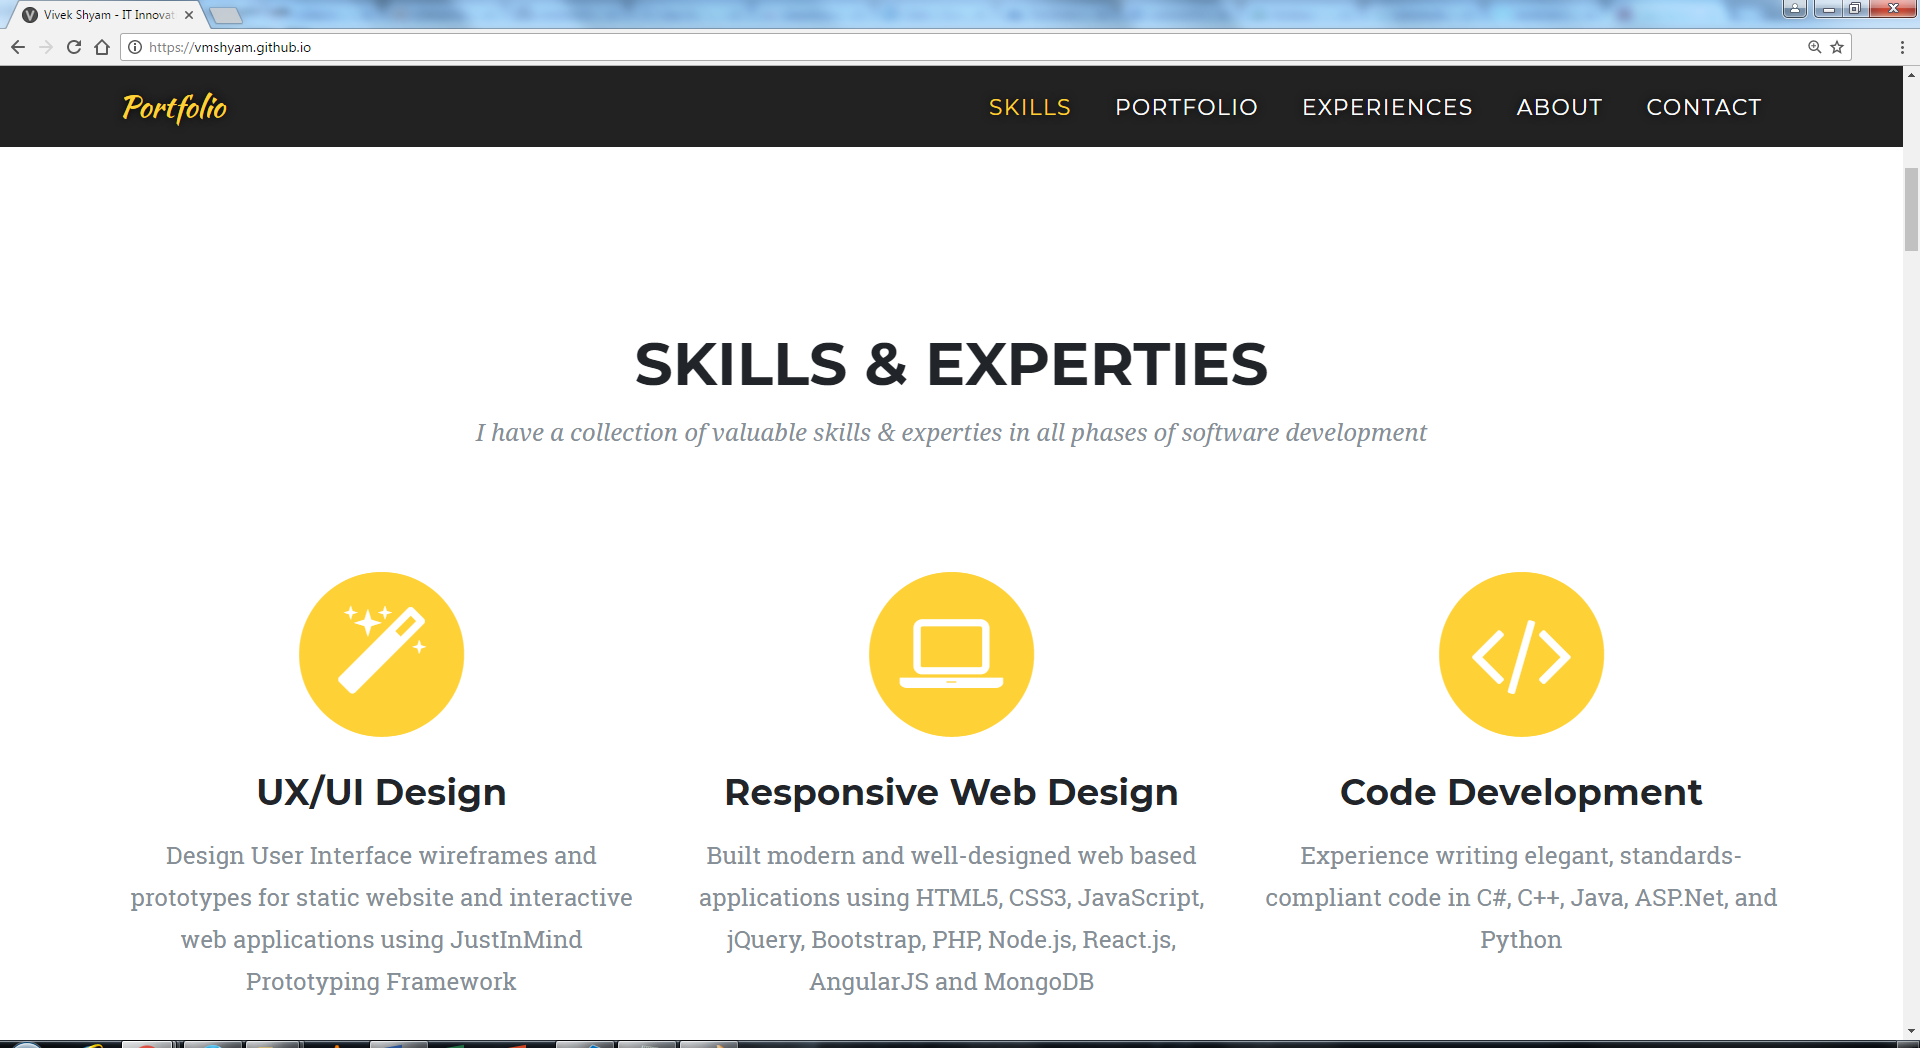 Vivek Shyam - IT Innovat
https://vmshyam.github.io
Portfolio
SKILLS PORTFOLIO EXPERIENCES ABOUT CONTACT
SKILLS & EXPERTIES
I have a collection of valuable skills & experties in all phases of software development
UX/UI Design
Design User Interface wireframes and
prototypes for static website and interactive
web applications using JustInMind
Prototyping Framework
Responsive Web Design
Built modern and well-designed web based
applications using HTML5, CSS3, JavaScript,
jQuery, Bootstrap, PHP, Node.js, React.js,
AngularJS and MongoDB
Code Development
Experience writing elegant, standards-
compliant code in C#, C++, Java, ASP.Net, and
Python